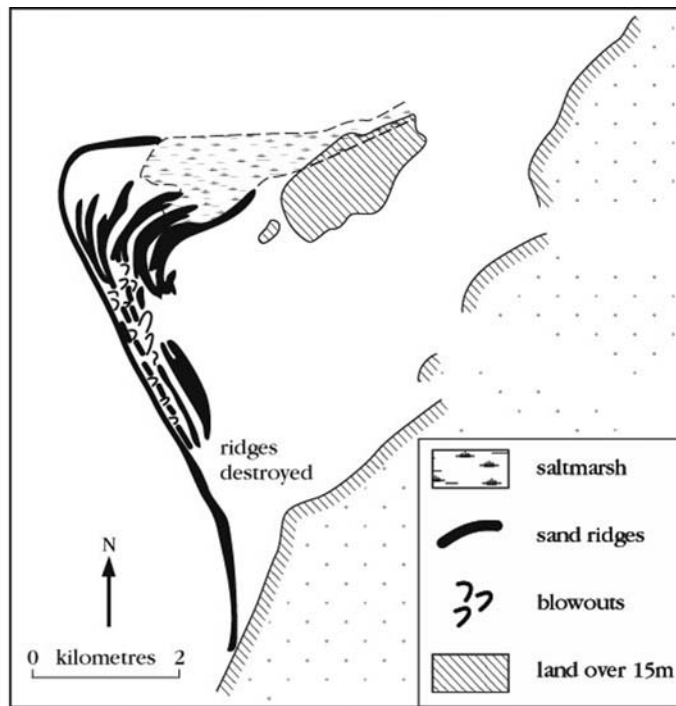 ridges
destroyed
N
0 kilometres 2
saltmarsh
sand ridges
blowouts
land over 15m